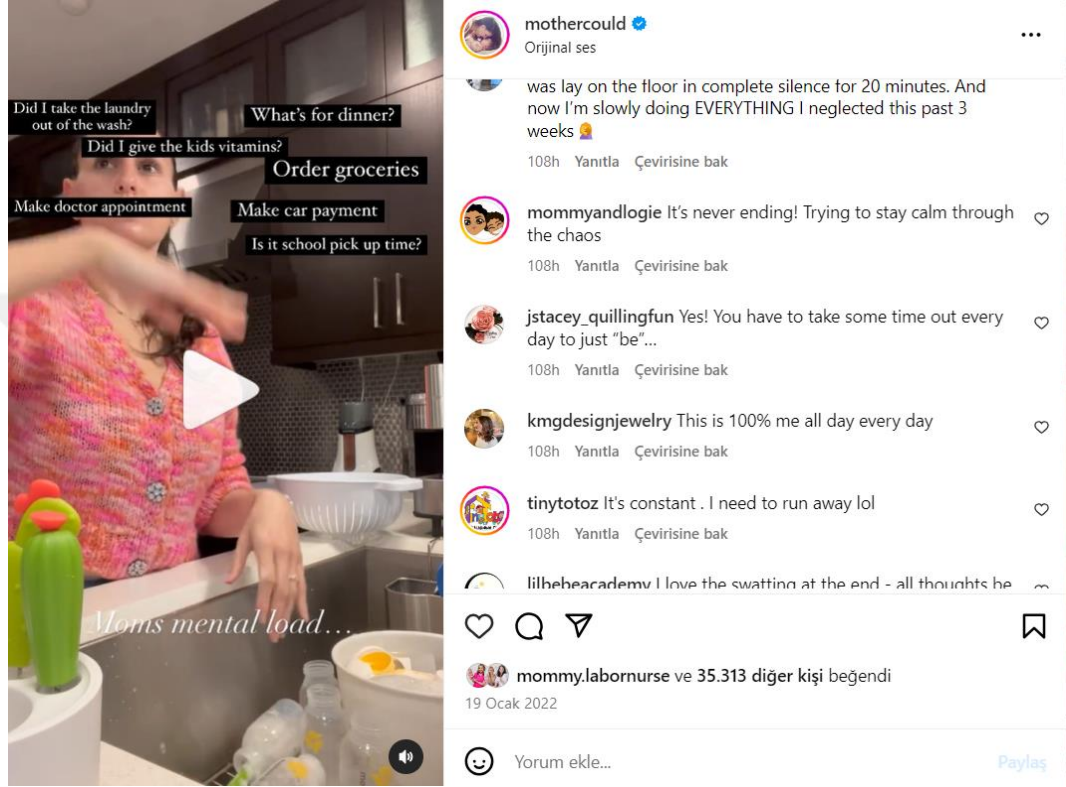 Did I take the laundry
out of the wash?
What's for dinner?
Did I give the kids vitamins?
Order groceries
Make doctor appointment
Make car payment
Is it school pick up time?
Moms mental load...
mothercould
Orijinal ses
was lay on the floor in complete silence for 20 minutes. And
now I'm slowly doing EVERYTHING I neglected this past 3
weeks
108h Yanıtla Çevirisine bak
mommyandlogie It's never ending! Trying to stay calm through
the chaos
108h Yanıtla Çevirisine bak
jstacey_quillingfun Yes! You have to take some time out every
day to just "be"...
108h Yanıtla Çevirisine bak
kmgdesignjewelry This is 100% me all day every day
108h Yanıtla Çevirisine bak
tinytotoz It's constant . I need to run away lol
108h Yanıtla Çevirisine bak
lilbebeacademy I love the swatting at the end - all thoughts be
mommy.labornurse ve 35.313 diğer kişi beğendi
19 Ocak 2022
Yorum ekle...
Paylaş